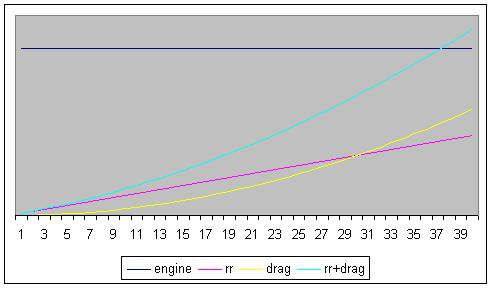 1 3 5 7 9 11 13 15 17 19 21 23 25 27 29 31 33 35 37 39
engine rr drag rr+drag